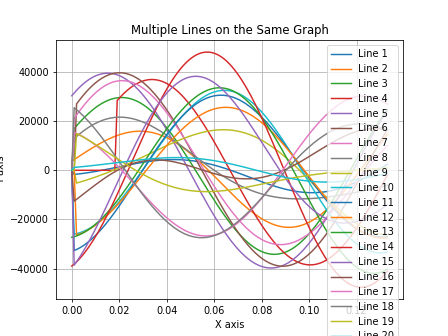 Multiple Lines on the Same Graph
40000
20000
0
−20000
−40000
0.00
0.02
0.04
0.06
0.08
0.10
X axis
axis
Line 1
Line 2
Line 3
Line 4
Line 5
Line 6
Line 7
Line 8
Line 9
Line 10
Line 11
Line 12
Line 13
Line 14
Line 15
Line 16
Line 17
Line 18
Line 19
Line 20